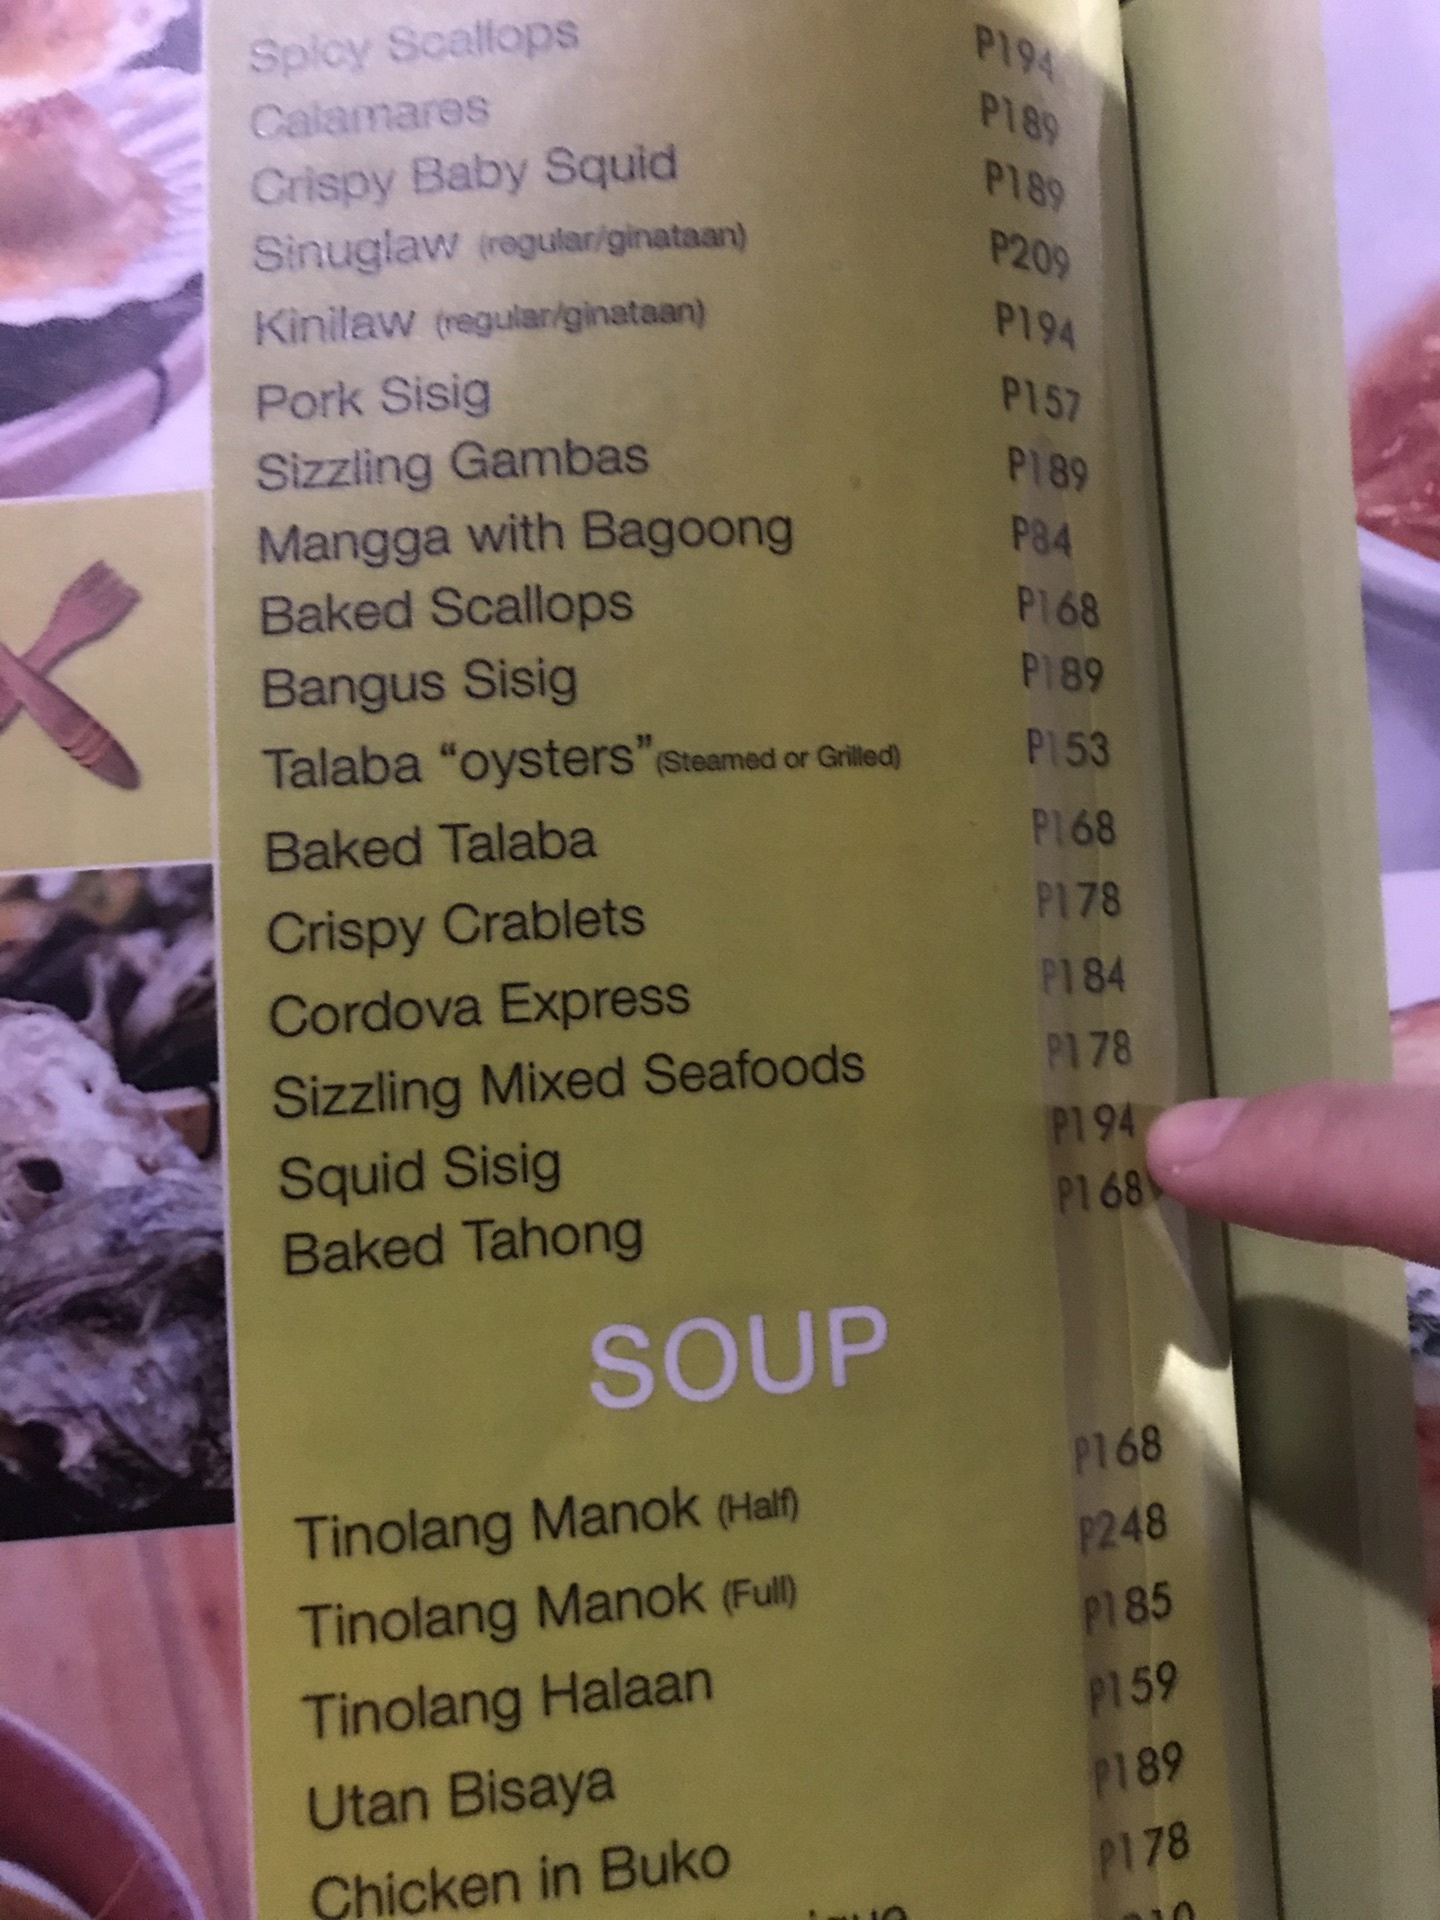 Spicy Scallops P194
Calamares P189
Crispy Baby Squid P189
Sinuglaw (regular/ginataan) P209
Kinilaw (regular/ginataan) P194
Pork Sisig P157
Sizzling Gambas P189
Mangga with Bagoong P84
Baked Scallops P168
Bangus Sisig P189
Talaba “oysters” (Steamed or Grilled) P153
Baked Talaba P168
Crispy Crablets P178
Cordova Express P184
Sizzling Mixed Seafoods P178
Squid Sisig P194
Baked Tahong P168
SOUP
Tinolang Manok (Half) P168
Tinolang Manok (Full) P248
Tinolang Halaan P185
Utan Bisaya P159
Chicken in Buko P189
P178